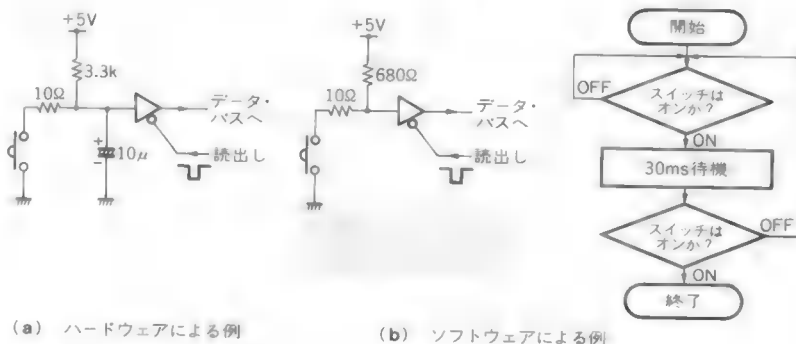 +5V
3.3k
10Ω
データ・
バスへ
+
-
10μ
読出し
+5V
680Ω
10Ω
データ・
バスへ
読出し
開始
OFF
スイッチは
オンか?
ON
30ms待機
スイッチは
オンか?
OFF
ON
終了
(a) ハードウェアによる例
(b) ソフトウェアによる例